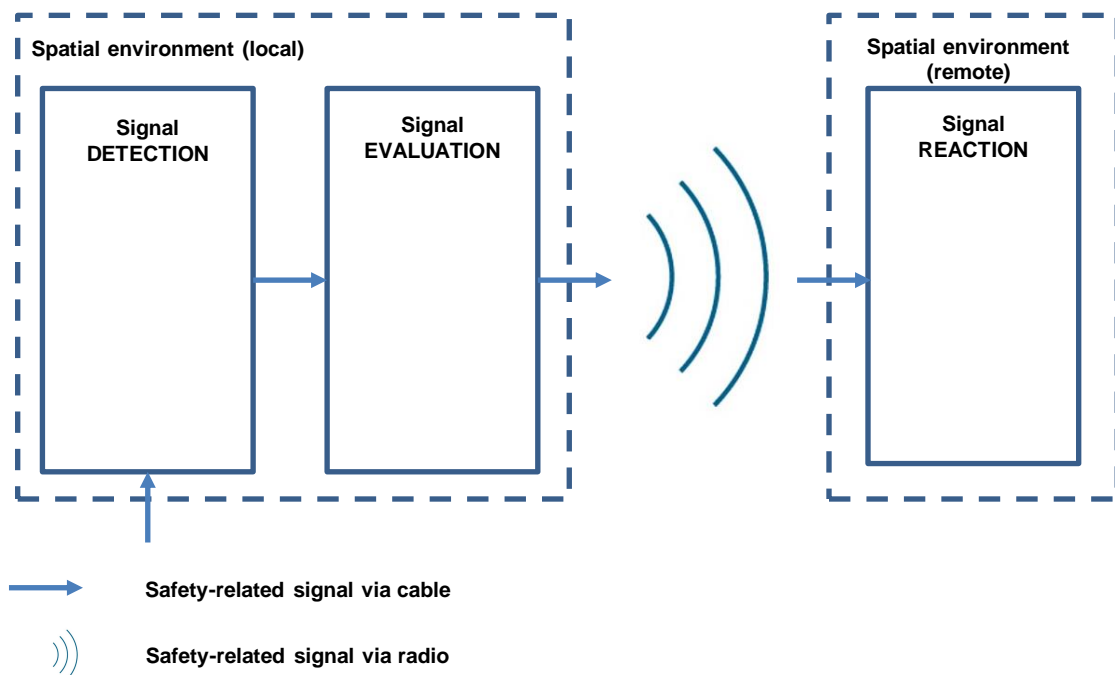 Spatial environment (local)
Signal
DETECTION
Signal
EVALUATION
Spatial environment
(remote)
Signal
REACTION
Safety-related signal via cable
Safety-related signal via radio